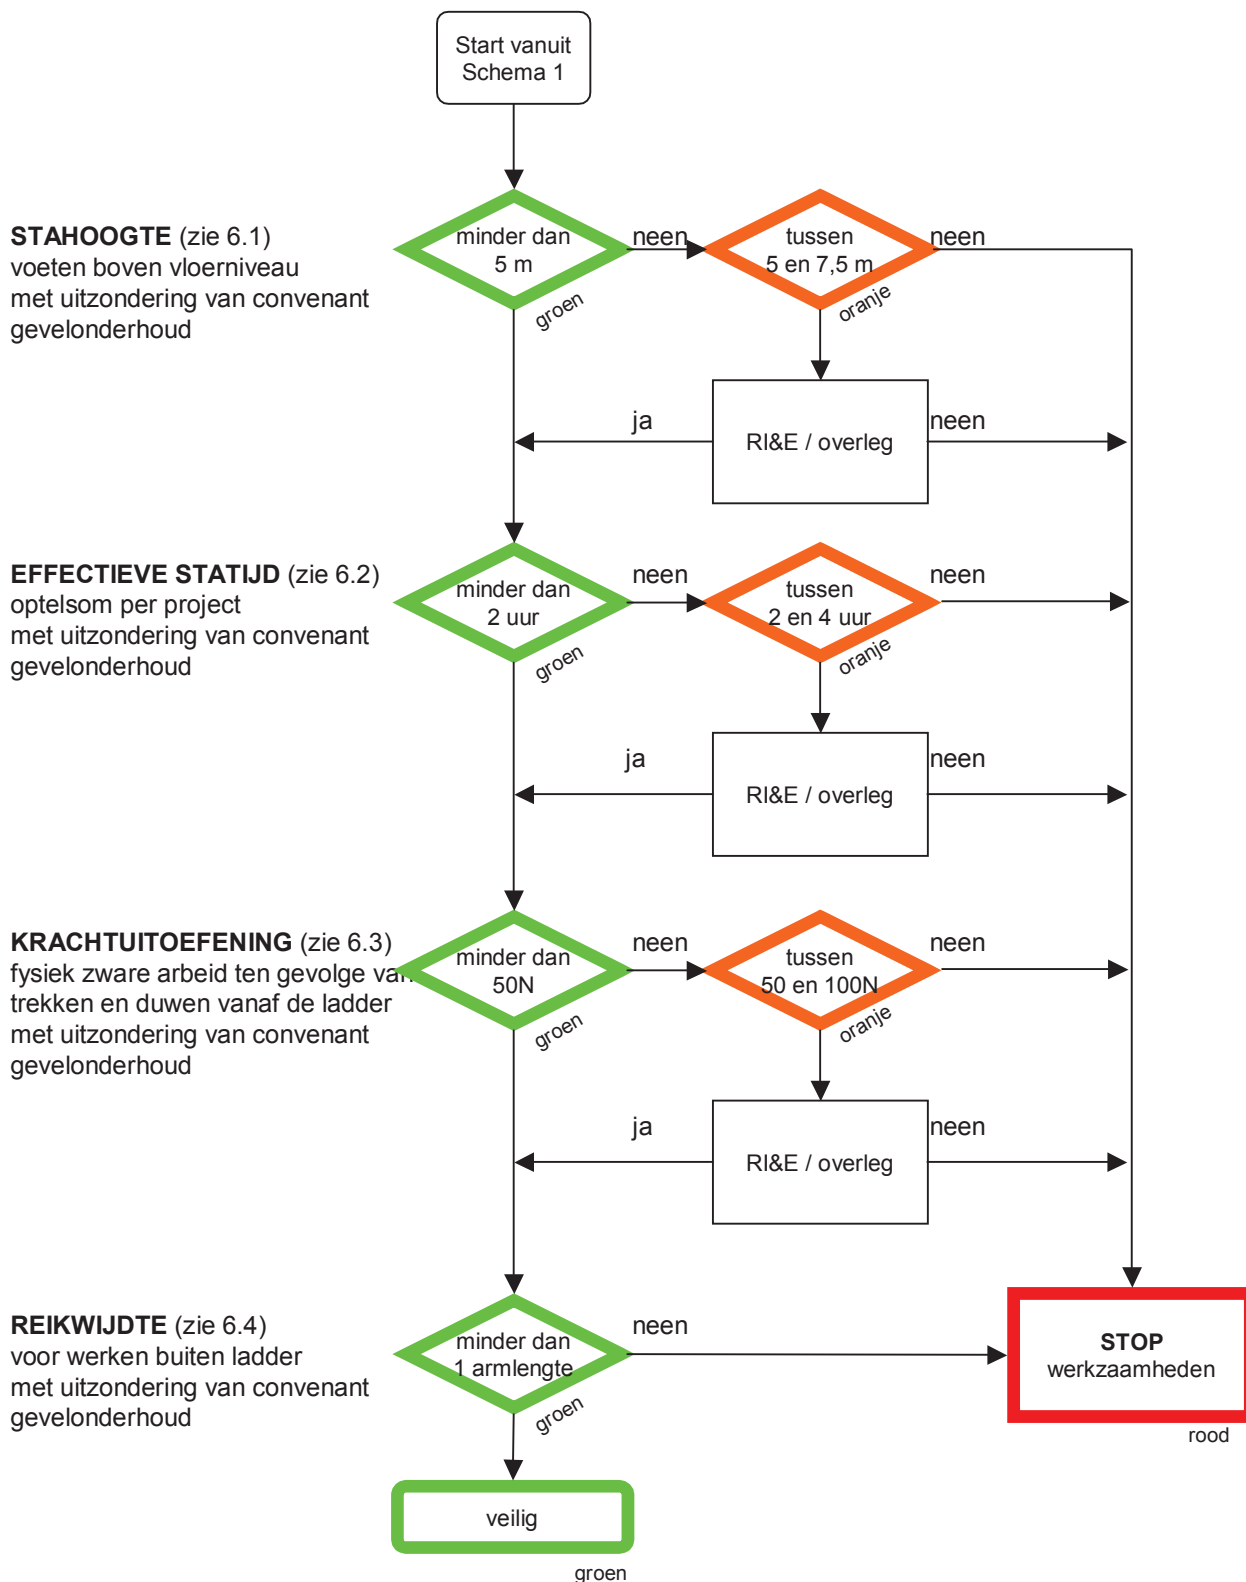 Start vanuit
Schema 1
STAHOOGTE (zie 6.1)
voeten boven vloerniveau
met uitzondering van convenant
gevelonderhoud
minder dan
5 m
groen
neen
tussen
5 en 7,5 m
oranje
neen
ja
RI&E / overleg
neen
EFFECTIEVE STATIJD (zie 6.2)
optelsom per project
met uitzondering van convenant
gevelonderhoud
minder dan
2 uur
groen
neen
tussen
2 en 4 uur
oranje
neen
ja
RI&E / overleg
neen
KRACHTUITOEFENING (zie 6.3)
fysiek zware arbeid ten gevolge van
trekken en duwen vanaf de ladder
met uitzondering van convenant
gevelonderhoud
minder dan
50N
groen
neen
tussen
50 en 100N
oranje
neen
ja
RI&E / overleg
neen
REIKWIJDTE (zie 6.4)
voor werken buiten ladder
met uitzondering van convenant
gevelonderhoud
minder dan
1 armlengte
groen
neen
STOP
werkzaamheden
rood
veilig
groen